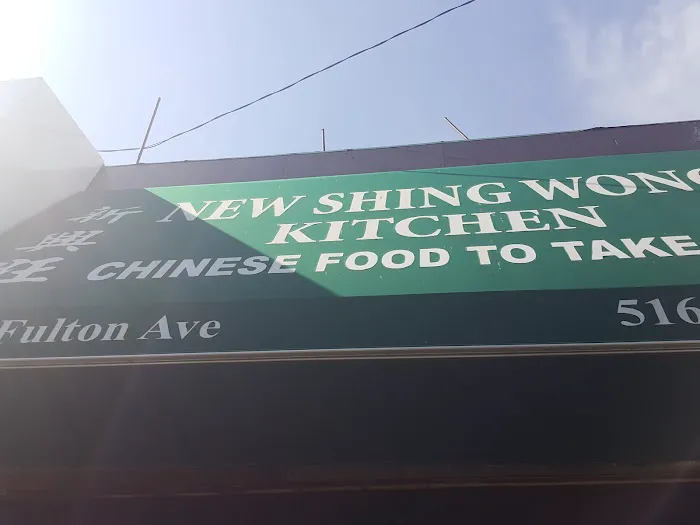 新
興
旺
NEW SHING WONG
KITCHEN
CHINESE FOOD TO TAKE
Fulton Ave
516